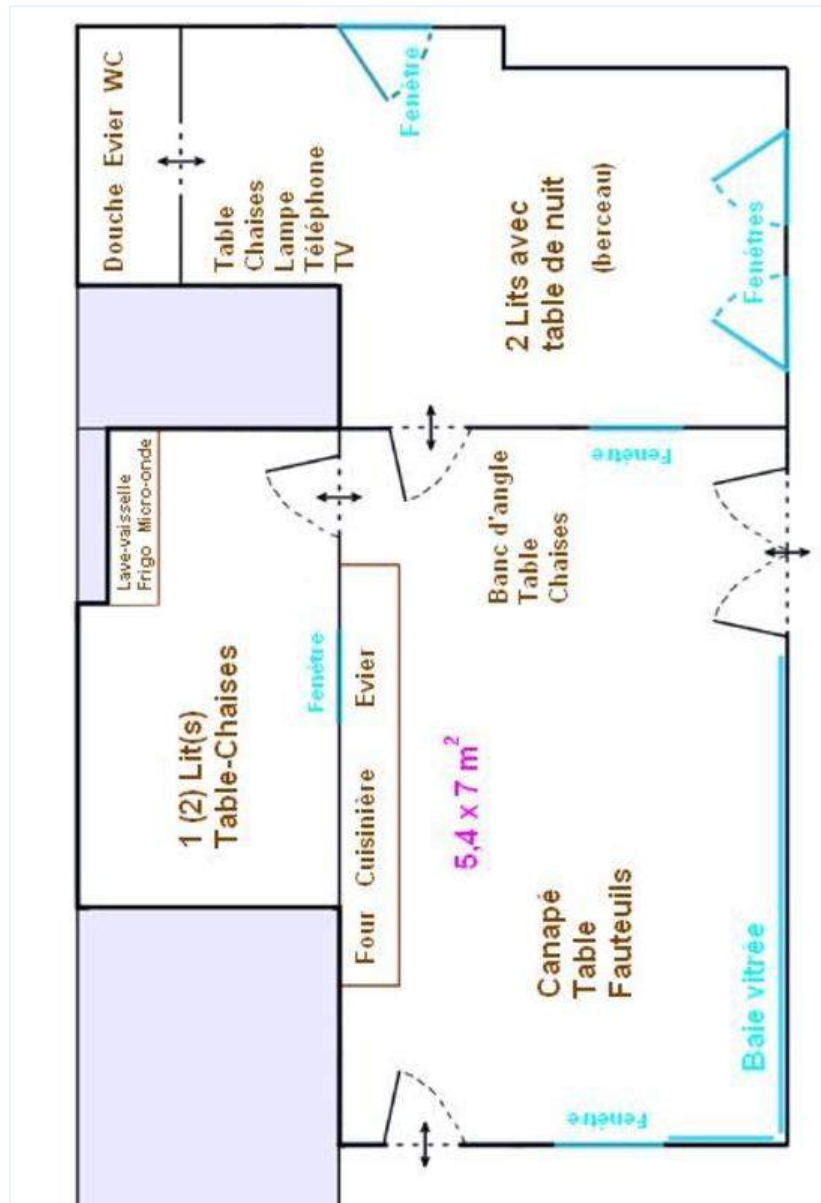 Douche Evier WC
Table
Chaises
Lampe
Téléphone
TV
Fenêtre
2 Lits avec
table de nuit
(berceau)
Fenêtres
Lave-vaisselle
Frigo Micro-onde
1 (2) Lit(s)
Table-Chaises
Fenêtre
Four Cuisinière Evier
Banc d'angle
Table
Chaises
Fenêtre
5,4 x 7 m²
Canapé
Table
Fauteuils
Baie vitrée
Fenêtre